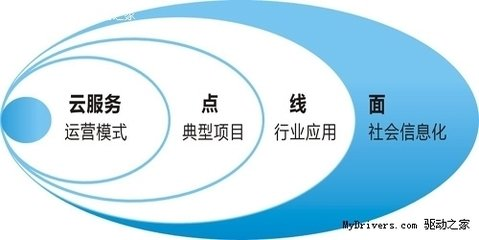 云服务 点 线 面
运营模式 典型项目 行业应用 社会信息化
MyDrivers.com 驱动之家